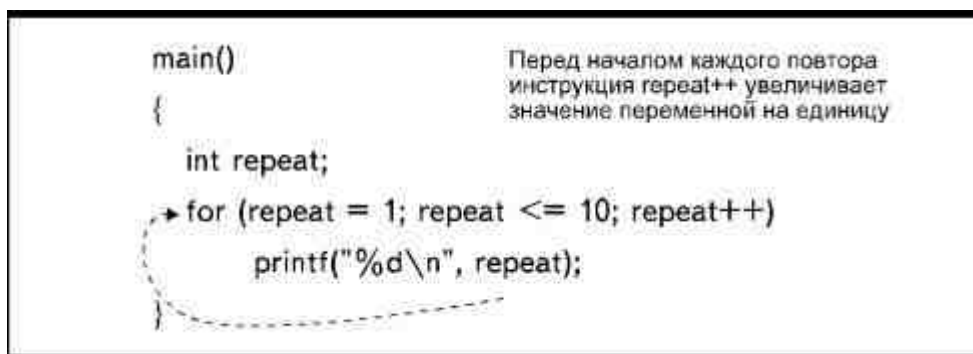 main()
Перед началом каждого повтора
инструкция repeat++ увеличивает
значение переменной на единицу
{
int repeat;
for (repeat = 1; repeat <= 10; repeat++)
printf("%d\n", repeat);
}